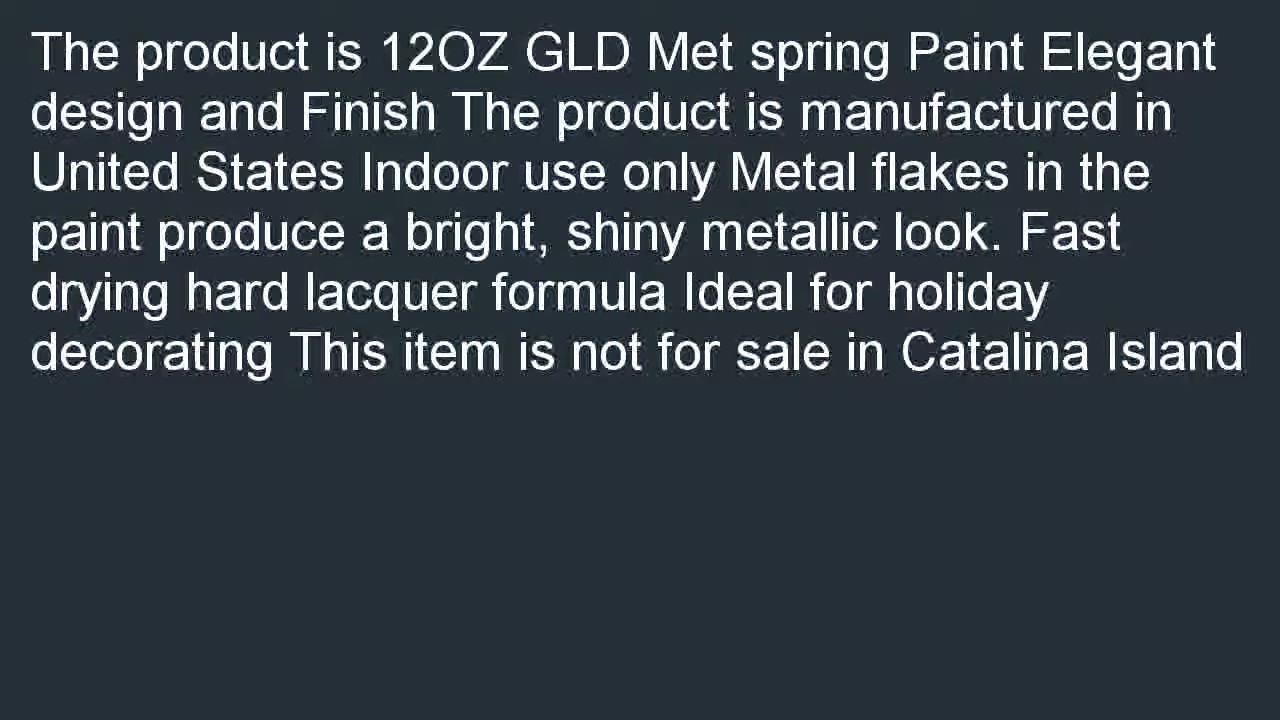 The product is 12OZ GLD Met spring Paint Elegant
design and Finish The product is manufactured in
United States Indoor use only Metal flakes in the
paint produce a bright, shiny metallic look. Fast
drying hard lacquer formula Ideal for holiday
decorating This item is not for sale in Catalina Island